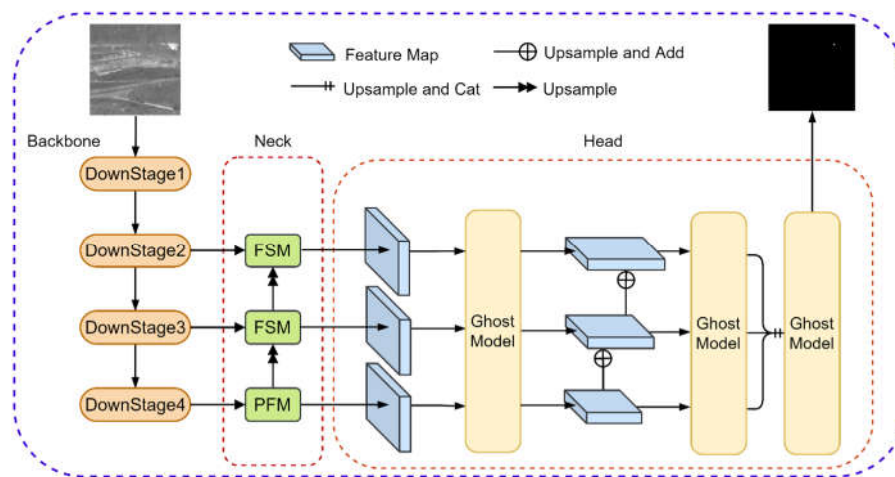 Feature Map
Upsample and Add
Upsample and Cat
Upsample
Backbone
Neck
Head
DownStage1
DownStage2
FSM
DownStage3
FSM
Ghost
Model
Ghost
Model
Ghost
Model
DownStage4
PFM